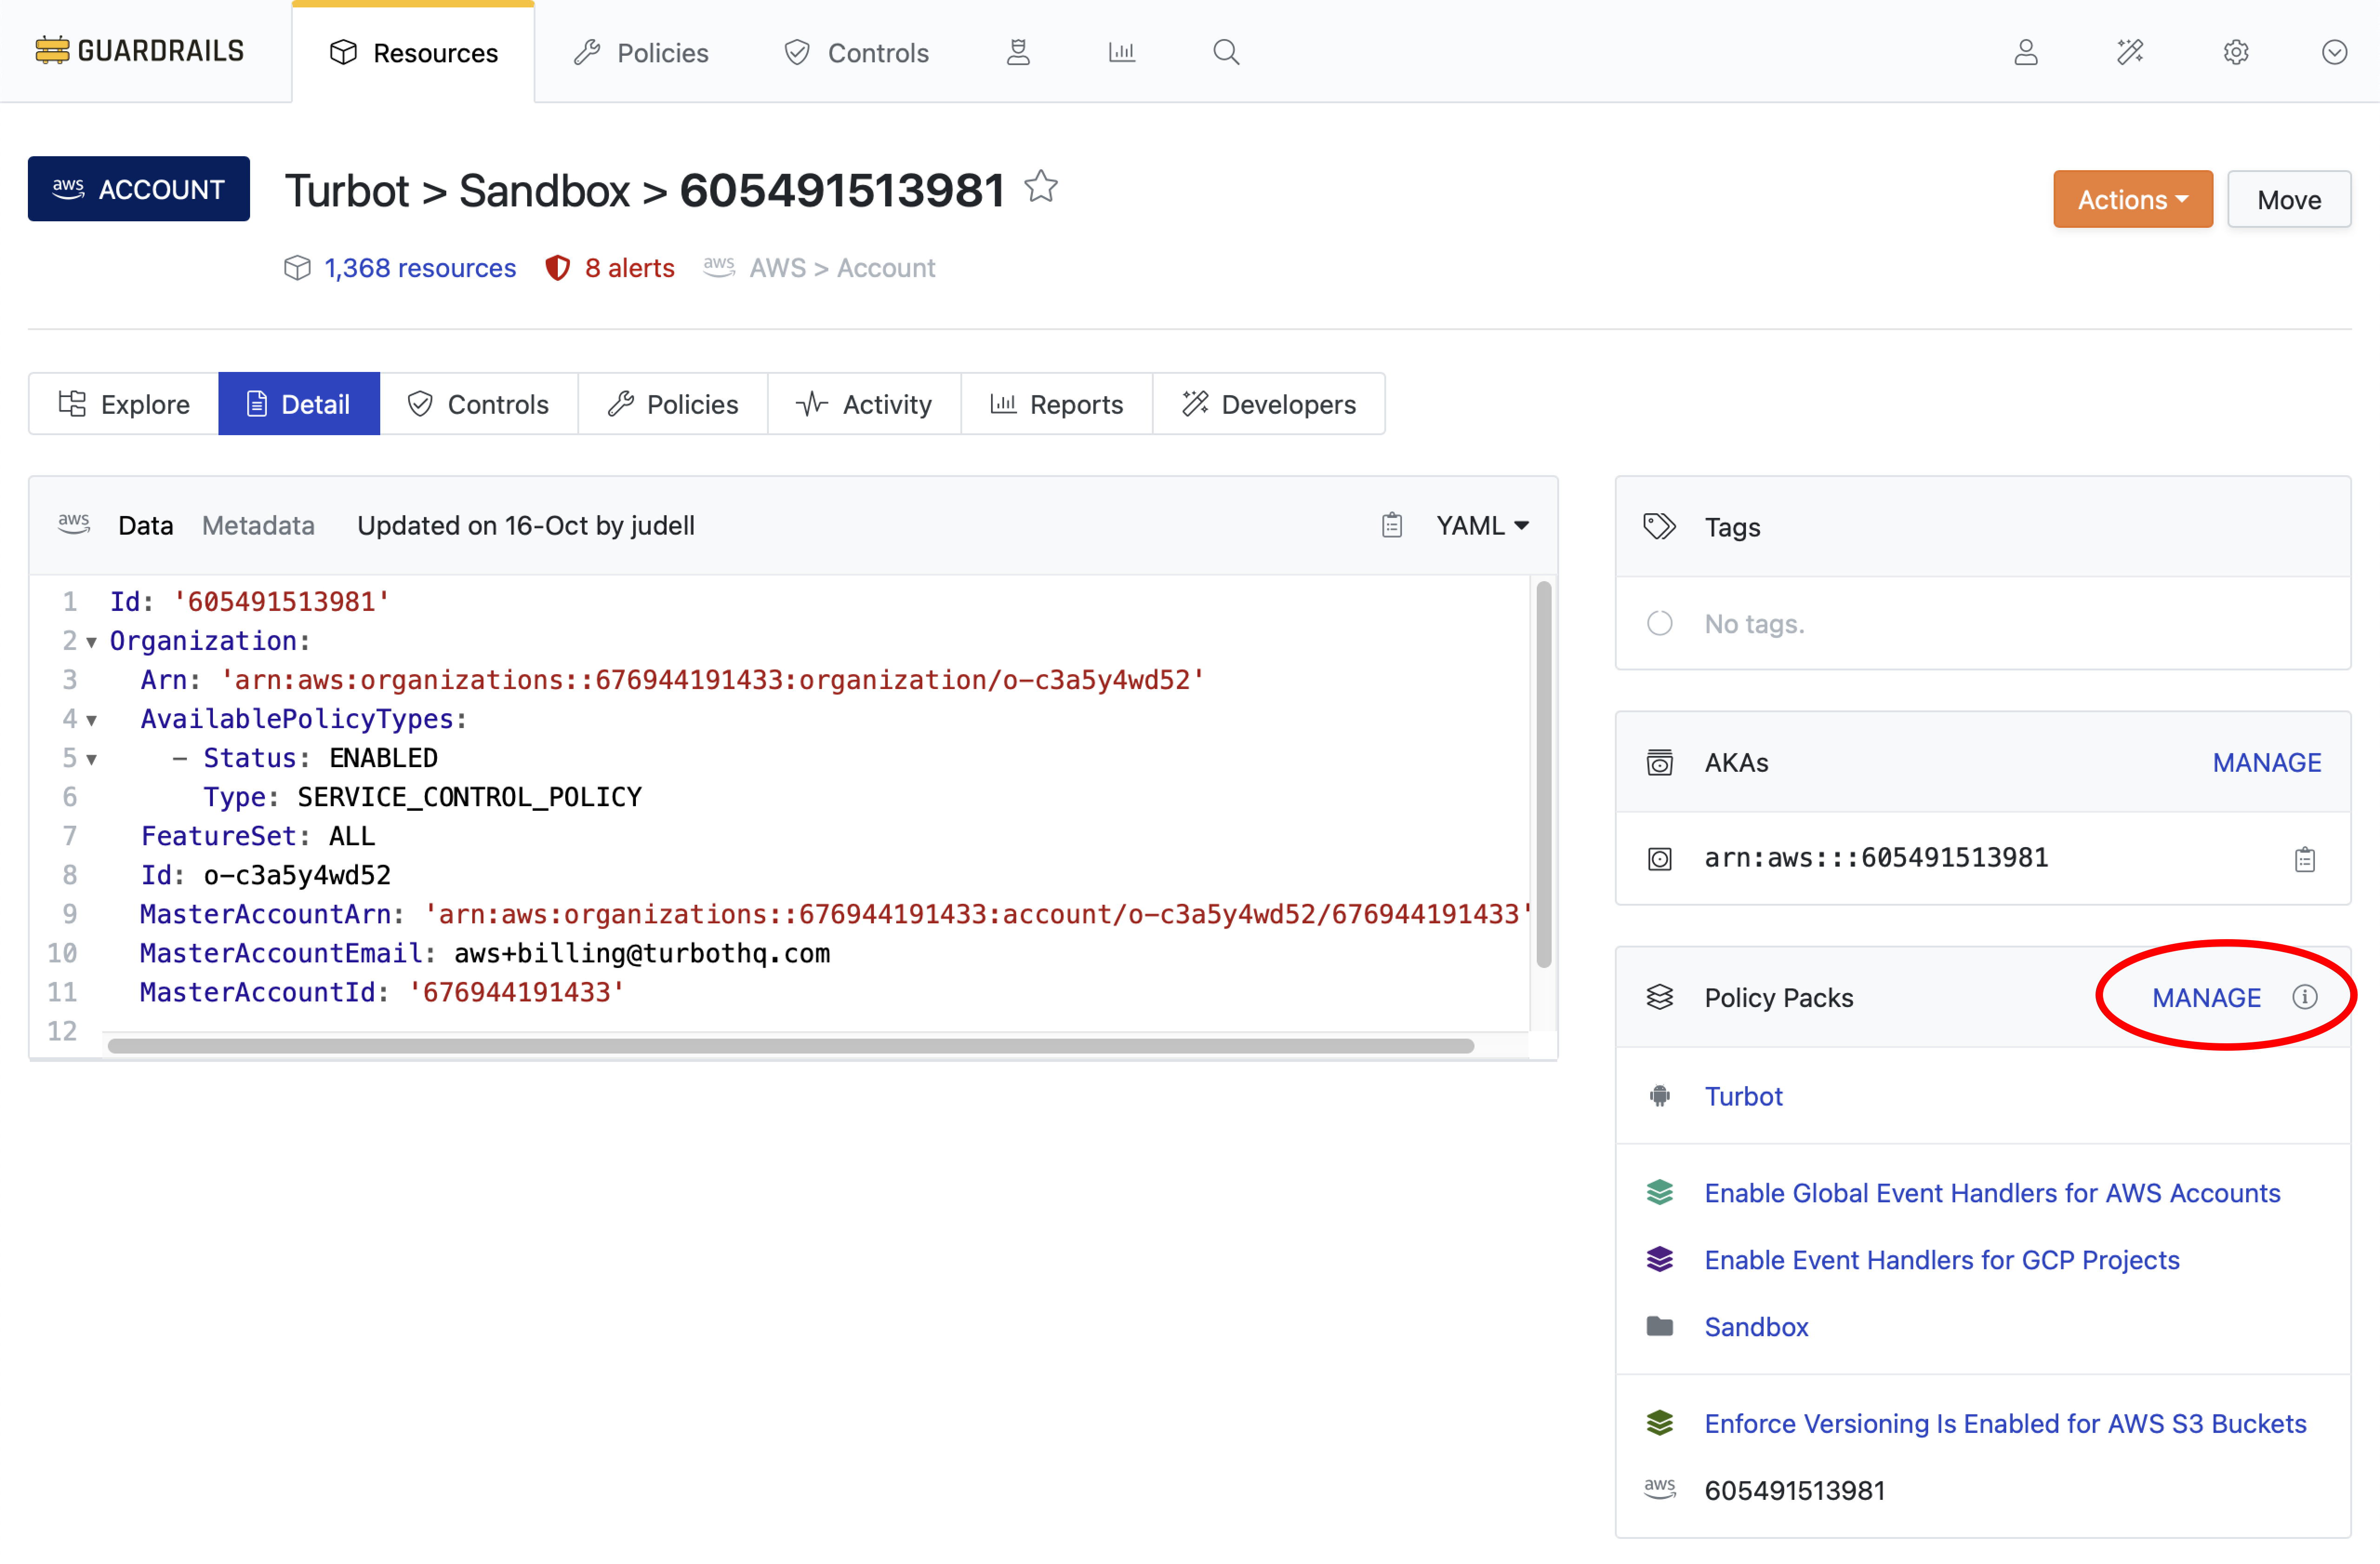 GUARDRAILS
Resources
Policies
Controls
aws ACCOUNT
Turbot > Sandbox > 605491513981
Actions
Move
1,368 resources
8 alerts
aws AWS > Account
Explore
Detail
Controls
Policies
Activity
Reports
Developers
aws Data Metadata Updated on 16-Oct by judell YAML
1 Id: '605491513981'
2 Organization:
3 Arn: 'arn:aws:organizations::676944191433:organization/o-c3a5y4wd52'
4 AvailablePolicyTypes:
5 - Status: ENABLED
6 Type: SERVICE_CONTROL_POLICY
7 FeatureSet: ALL
8 Id: o-c3a5y4wd52
9 MasterAccountArn: 'arn:aws:organizations::676944191433:account/o-c3a5y4wd52/676944191433'
10 MasterAccountEmail: aws+billing@turbothq.com
11 MasterAccountId: '676944191433'
12
Tags
No tags.
AKAs MANAGE
arn:aws:::605491513981
Policy Packs MANAGE
Turbot
Enable Global Event Handlers for AWS Accounts
Enable Event Handlers for GCP Projects
Sandbox
Enforce Versioning Is Enabled for AWS S3 Buckets
aws 605491513981